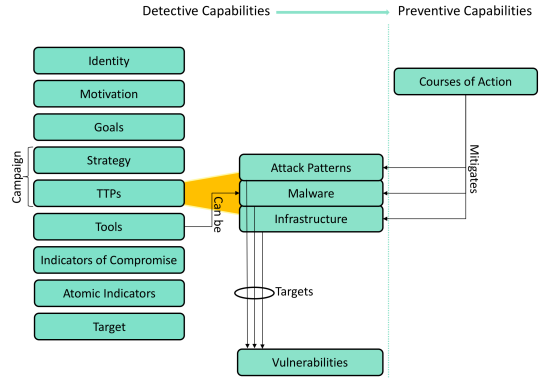 Detective Capabilities
Preventive Capabilities
Identity
Motivation
Goals
Strategy
TTPs
Tools
Indicators of Compromise
Atomic Indicators
Target
Campaign
Attack Patterns
Malware
Infrastructure
Can be
Targets
Vulnerabilities
Courses of Action
Mitigates